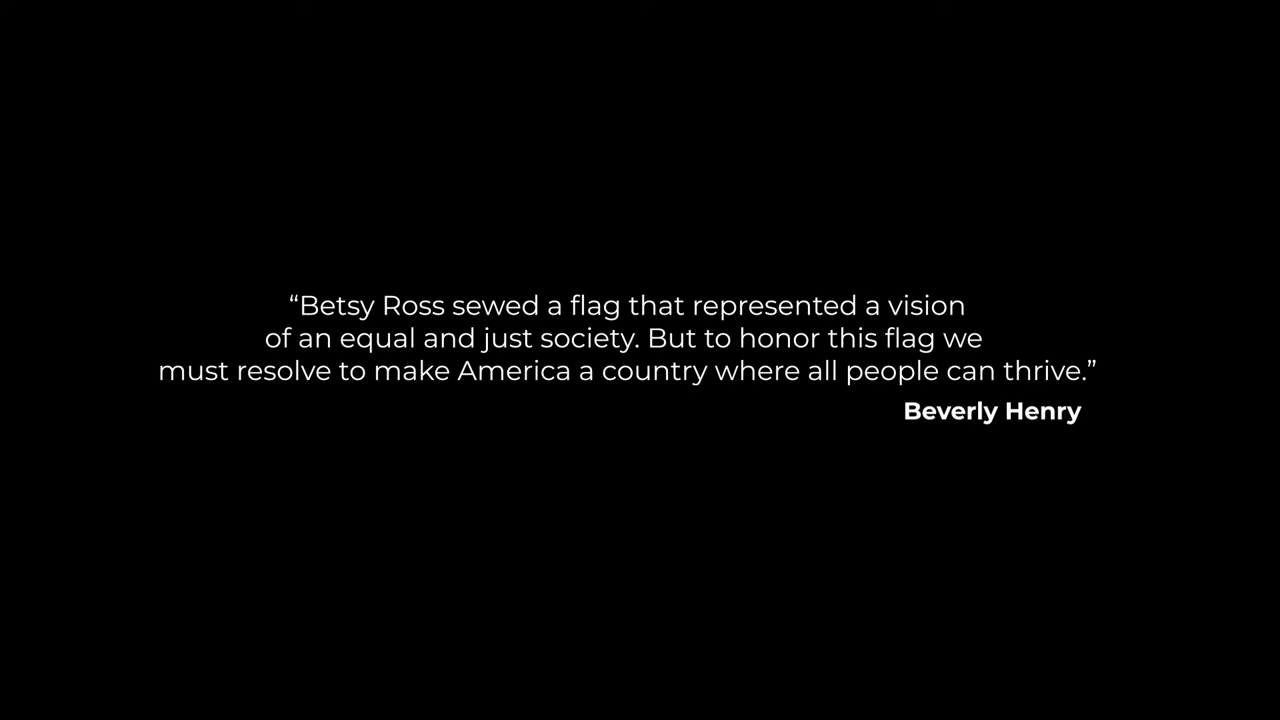 “Betsy Ross sewed a flag that represented a vision
of an equal and just society. But to honor this flag we
must resolve to make America a country where all people can thrive.”
Beverly Henry